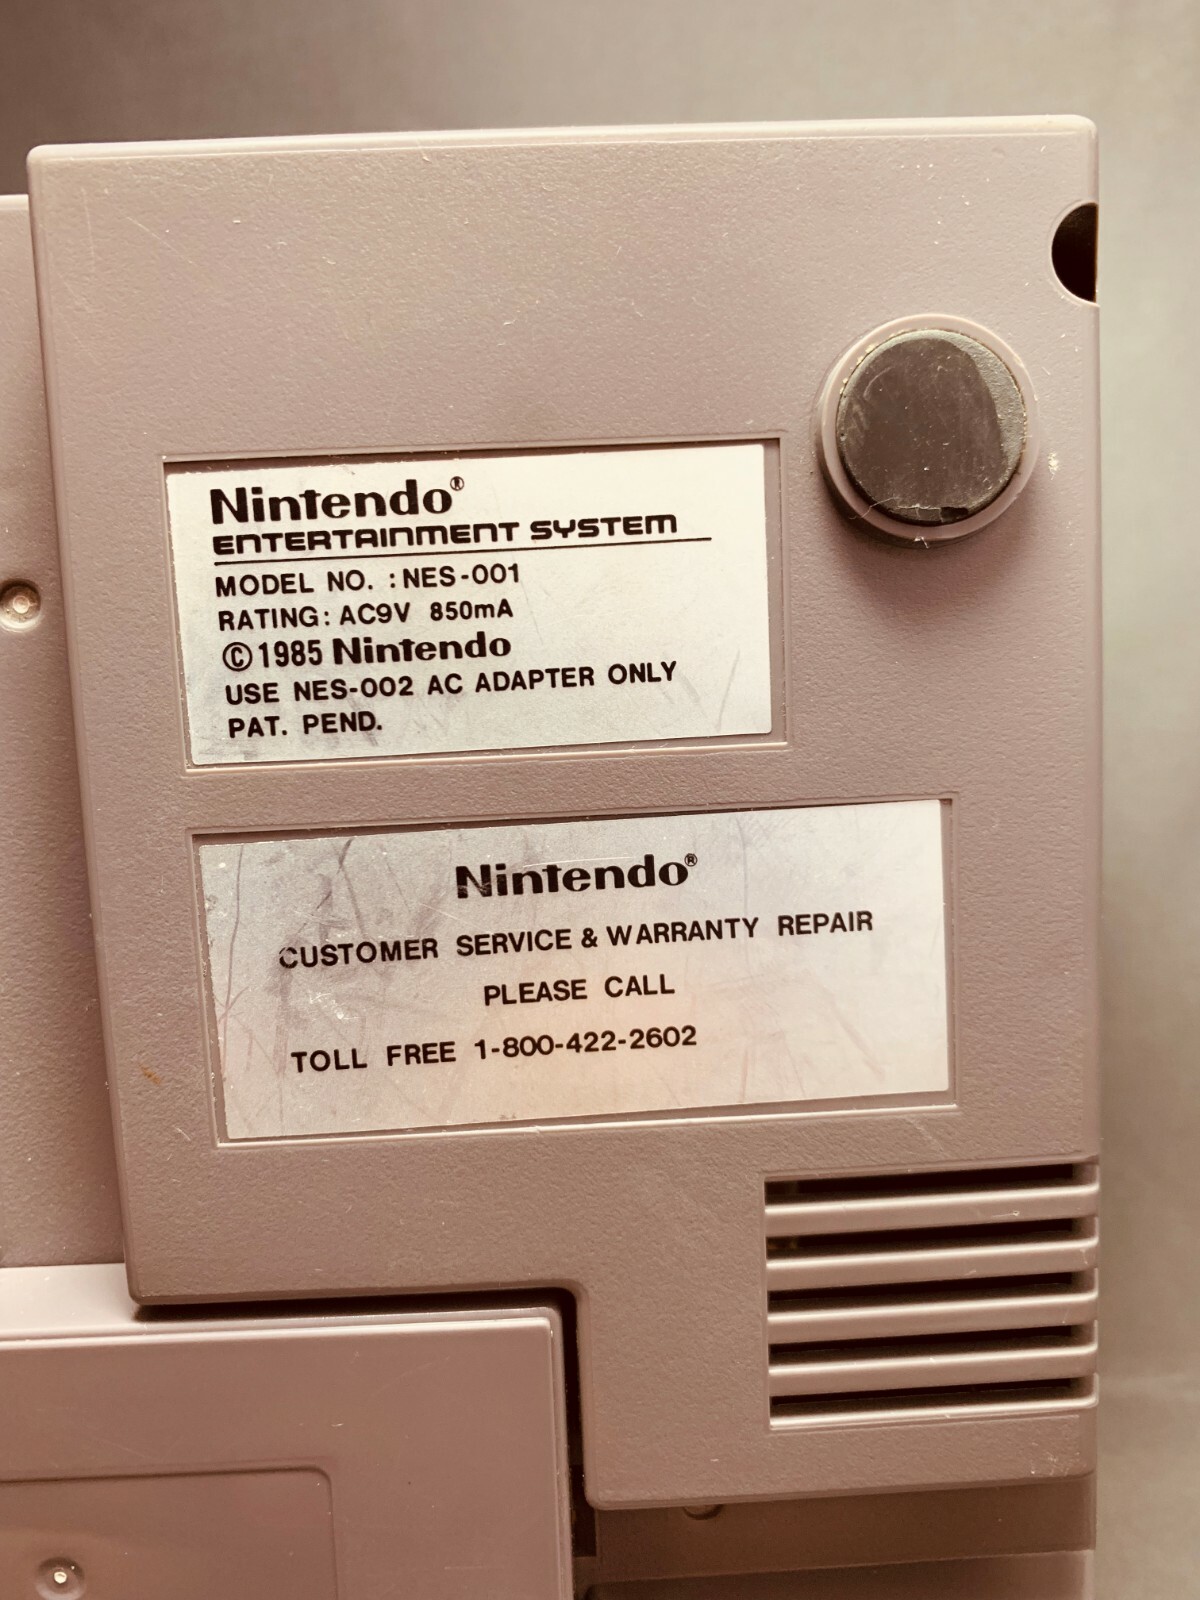 Nintendo®
ENTERTAINMENT SYSTEM
MODEL NO. : NES-001
RATING: AC9V 850mA
©1985 Nintendo
USE NES-002 AC ADAPTER ONLY
PAT. PEND.
Nintendo®
CUSTOMER SERVICE & WARRANTY REPAIR
PLEASE CALL
TOLL FREE 1-800-422-2602